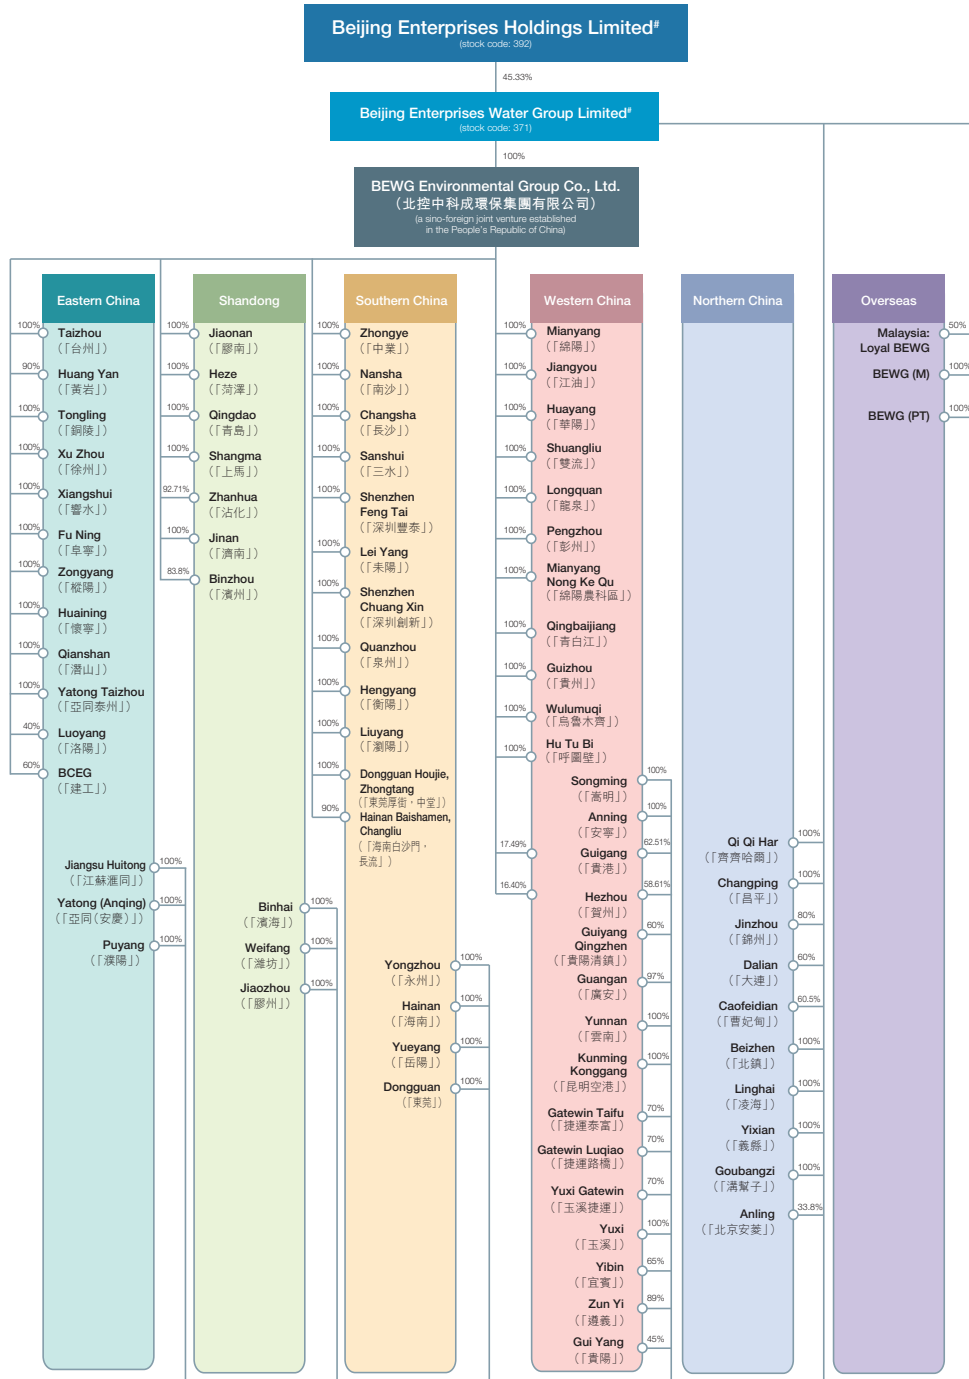 Beijing Enterprises Holdings Limited#
(stock code: 392)
45.33%
Beijing Enterprises Water Group Limited#
(stock code: 371)
100%
BEWG Environmental Group Co., Ltd.
(北控中科成環保集團有限公司)
(a sino-foreign joint venture established
in the People's Republic of China)
Eastern China
100%
Taizhou
(「台州」)
90%
Huang Yan
(「黃岩」)
100%
Tongling
(「銅陵」)
100%
Xu Zhou
(「徐州」)
100%
Xiangshui
(「響水」)
100%
Fu Ning
(「阜寧」)
100%
Zongyang
(「樅陽」)
100%
Huaining
(「懷寧」)
100%
Qianshan
(「潛山」)
100%
Yatong Taizhou
(「亞同泰州」)
40%
Luoyang
(「洛陽」)
60%
BCEG
(「建工」)
Jiangsu Huitong
100%
(「江蘇滙同」)
Yatong (Anqing)
100%
(「亞同(安慶)」)
Puyang
100%
(「濮陽」)
Shandong
100%
Jiaonan
(「膠南」)
100%
Heze
(「菏澤」)
100%
Qingdao
(「青島」)
100%
Shangma
(「上馬」)
92.71%
Zhanhua
(「沾化」)
100%
Jinan
(「濟南」)
83.8%
Binzhou
(「濱州」)
Binhai
100%
(「濱海」)
Weifang
100%
(「濰坊」)
Jiaozhou
100%
(「膠州」)
Southern China
100%
Zhongye
(「中業」)
100%
Nansha
(「南沙」)
100%
Changsha
(「長沙」)
100%
Sanshui
(「三水」)
100%
Shenzhen
Feng Tai
(「深圳豐泰」)
100%
Lei Yang
(「耒陽」)
100%
Shenzhen
Chuang Xin
(「深圳創新」)
100%
Quanzhou
(「泉州」)
100%
Hengyang
(「衡陽」)
100%
Liuyang
(「瀏陽」)
100%
Dongguan Houjie,
Zhongtang
(「東莞厚街・中堂」)
90%
Hainan Baishamen,
Changliu
(「海南白沙門・
長流」)
Yongzhou
100%
(「永州」)
Hainan
100%
(「海南」)
Yueyang
100%
(「岳陽」)
Dongguan
100%
(「東莞」)
Western China
100%
Mianyang
(「綿陽」)
100%
Jiangyou
(「江油」)
100%
Huayang
(「華陽」)
100%
Shuangliu
(「雙流」)
100%
Longquan
(「龍泉」)
100%
Pengzhou
(「彭州」)
100%
Mianyang
Nong Ke Qu
(「綿陽農科區」)
100%
Qingbaijiang
(「青白江」)
100%
Guizhou
(「貴州」)
100%
Wulumuqi
(「烏魯木齊」)
100%
Hu Tu Bi
(「呼圖壁」)
Songming
100%
(「嵩明」)
Anning
100%
(「安寧」)
17.49%
Guigang
62.51%
(「貴港」)
16.40%
Hezhou
58.61%
(「賀州」)
Guiyang
Qingzhen
60%
(「貴陽清鎮」)
Guangan
97%
(「廣安」)
Yunnan
100%
(「雲南」)
Kunming
Konggang
100%
(「昆明空港」)
Gatewin Taifu
70%
(「捷運泰富」)
Gatewin Luqiao
70%
(「捷運路橋」)
Yuxi Gatewin
70%
(「玉溪捷運」)
Yuxi
100%
(「玉溪」)
Yibin
65%
(「宜賓」)
Zun Yi
89%
(「遵義」)
Gui Yang
45%
(「貴陽」)
Northern China
Qi Qi Har
100%
(「齊齊哈爾」)
Changping
100%
(「昌平」)
Jinzhou
80%
(「錦州」)
Dalian
60%
(「大連」)
Caofeidian
60.5%
(「曹妃甸」)
Beizhen
100%
(「北鎮」)
Linghai
100%
(「凌海」)
Yixian
100%
(「義縣」)
Goubangzi
100%
(「溝幫子」)
Anling
33.8%
(「北京安菱」)
Overseas
Malaysia:
Loyal BEWG
50%
BEWG (M)
100%
BEWG (PT)
100%